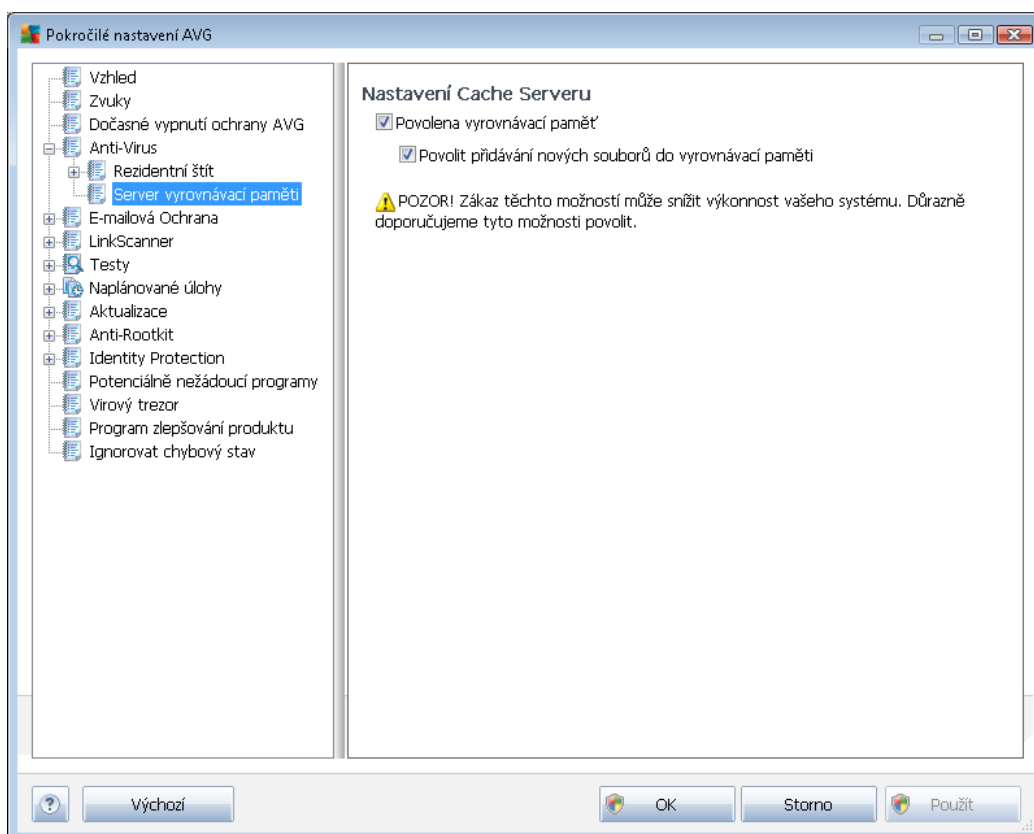 Pokročilé nastavení AVG
Vzhled
Zvuky
Dočasné vypnutí ochrany AVG
Anti-Virus
Rezidentní štít
Server vyrovnávací paměti
E-mailová Ochrana
LinkScanner
Testy
Naplánované úlohy
Aktualizace
Anti-Rootkit
Identity Protection
Potenciálně nežádoucí programy
Virový trezor
Program zlepšování produktu
Ignorovat chybový stav
Nastavení Cache Serveru
Povolena vyrovnávací paměť
Povolit přidávání nových souborů do vyrovnávací paměti
POZOR! Zákaz těchto možností může snížit výkonnost vašeho systému. Důrazně
doporučujeme tyto možnosti povolit.
?
Výchozí
OK
Storno
Použít